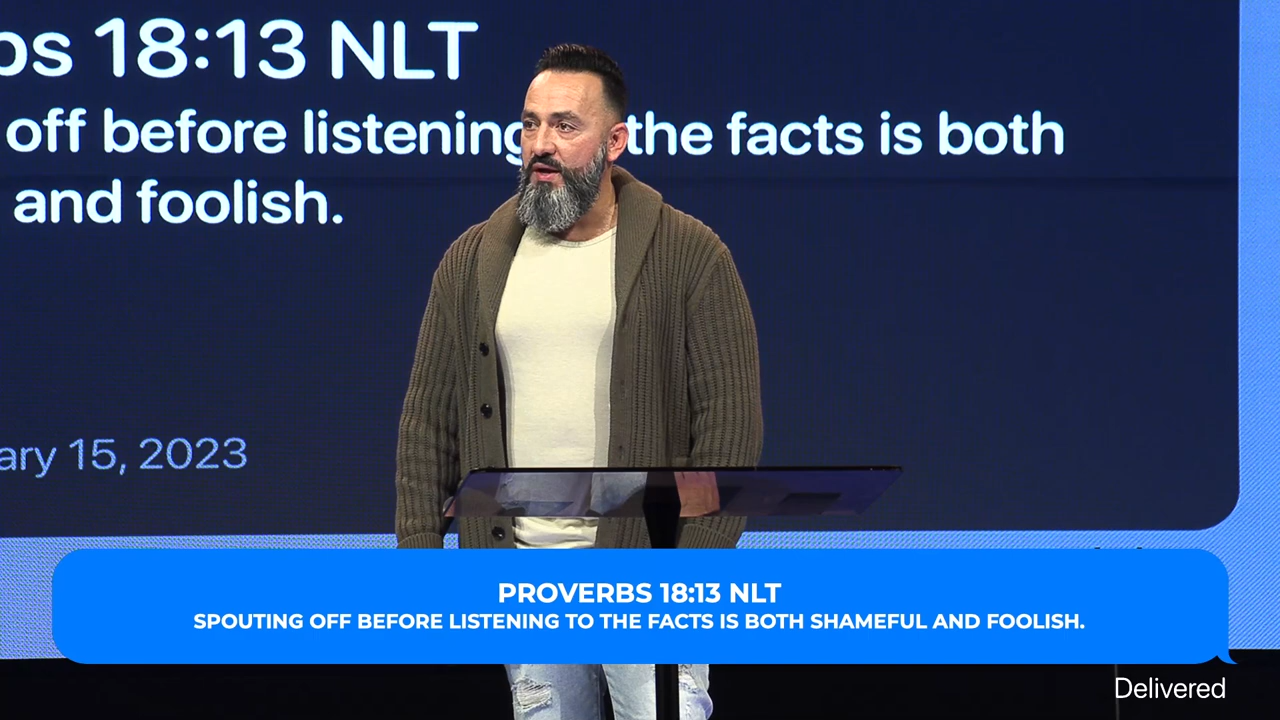 bs 18:13 NLT
off before listening the facts is both
and foolish.
ary 15, 2023
PROVERBS 18:13 NLT
SPOUTING OFF BEFORE LISTENING TO THE FACTS IS BOTH SHAMEFUL AND FOOLISH.
Delivered